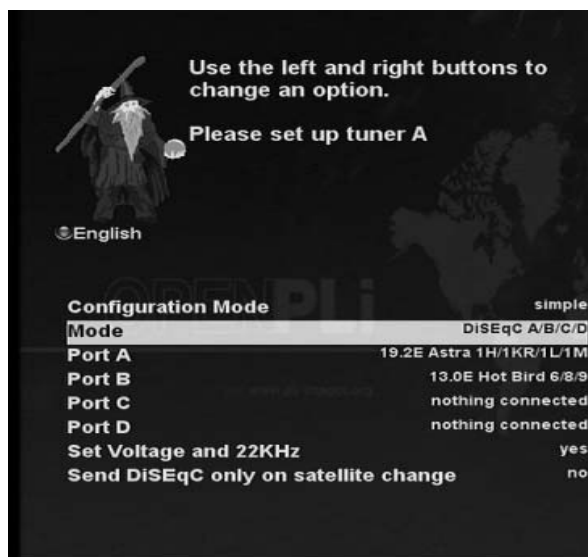 Use the left and right buttons to
change an option.
Please set up tuner A
English
OPENPLi
Configuration Mode simple
Mode DiSEqC A/B/C/D
Port A 19.2E Astra 1H/1KR/1L/1M
Port B 13.0E Hot Bird 6/8/9
Port C nothing connected
Port D nothing connected
Set Voltage and 22KHz yes
Send DiSEqC only on satellite change no